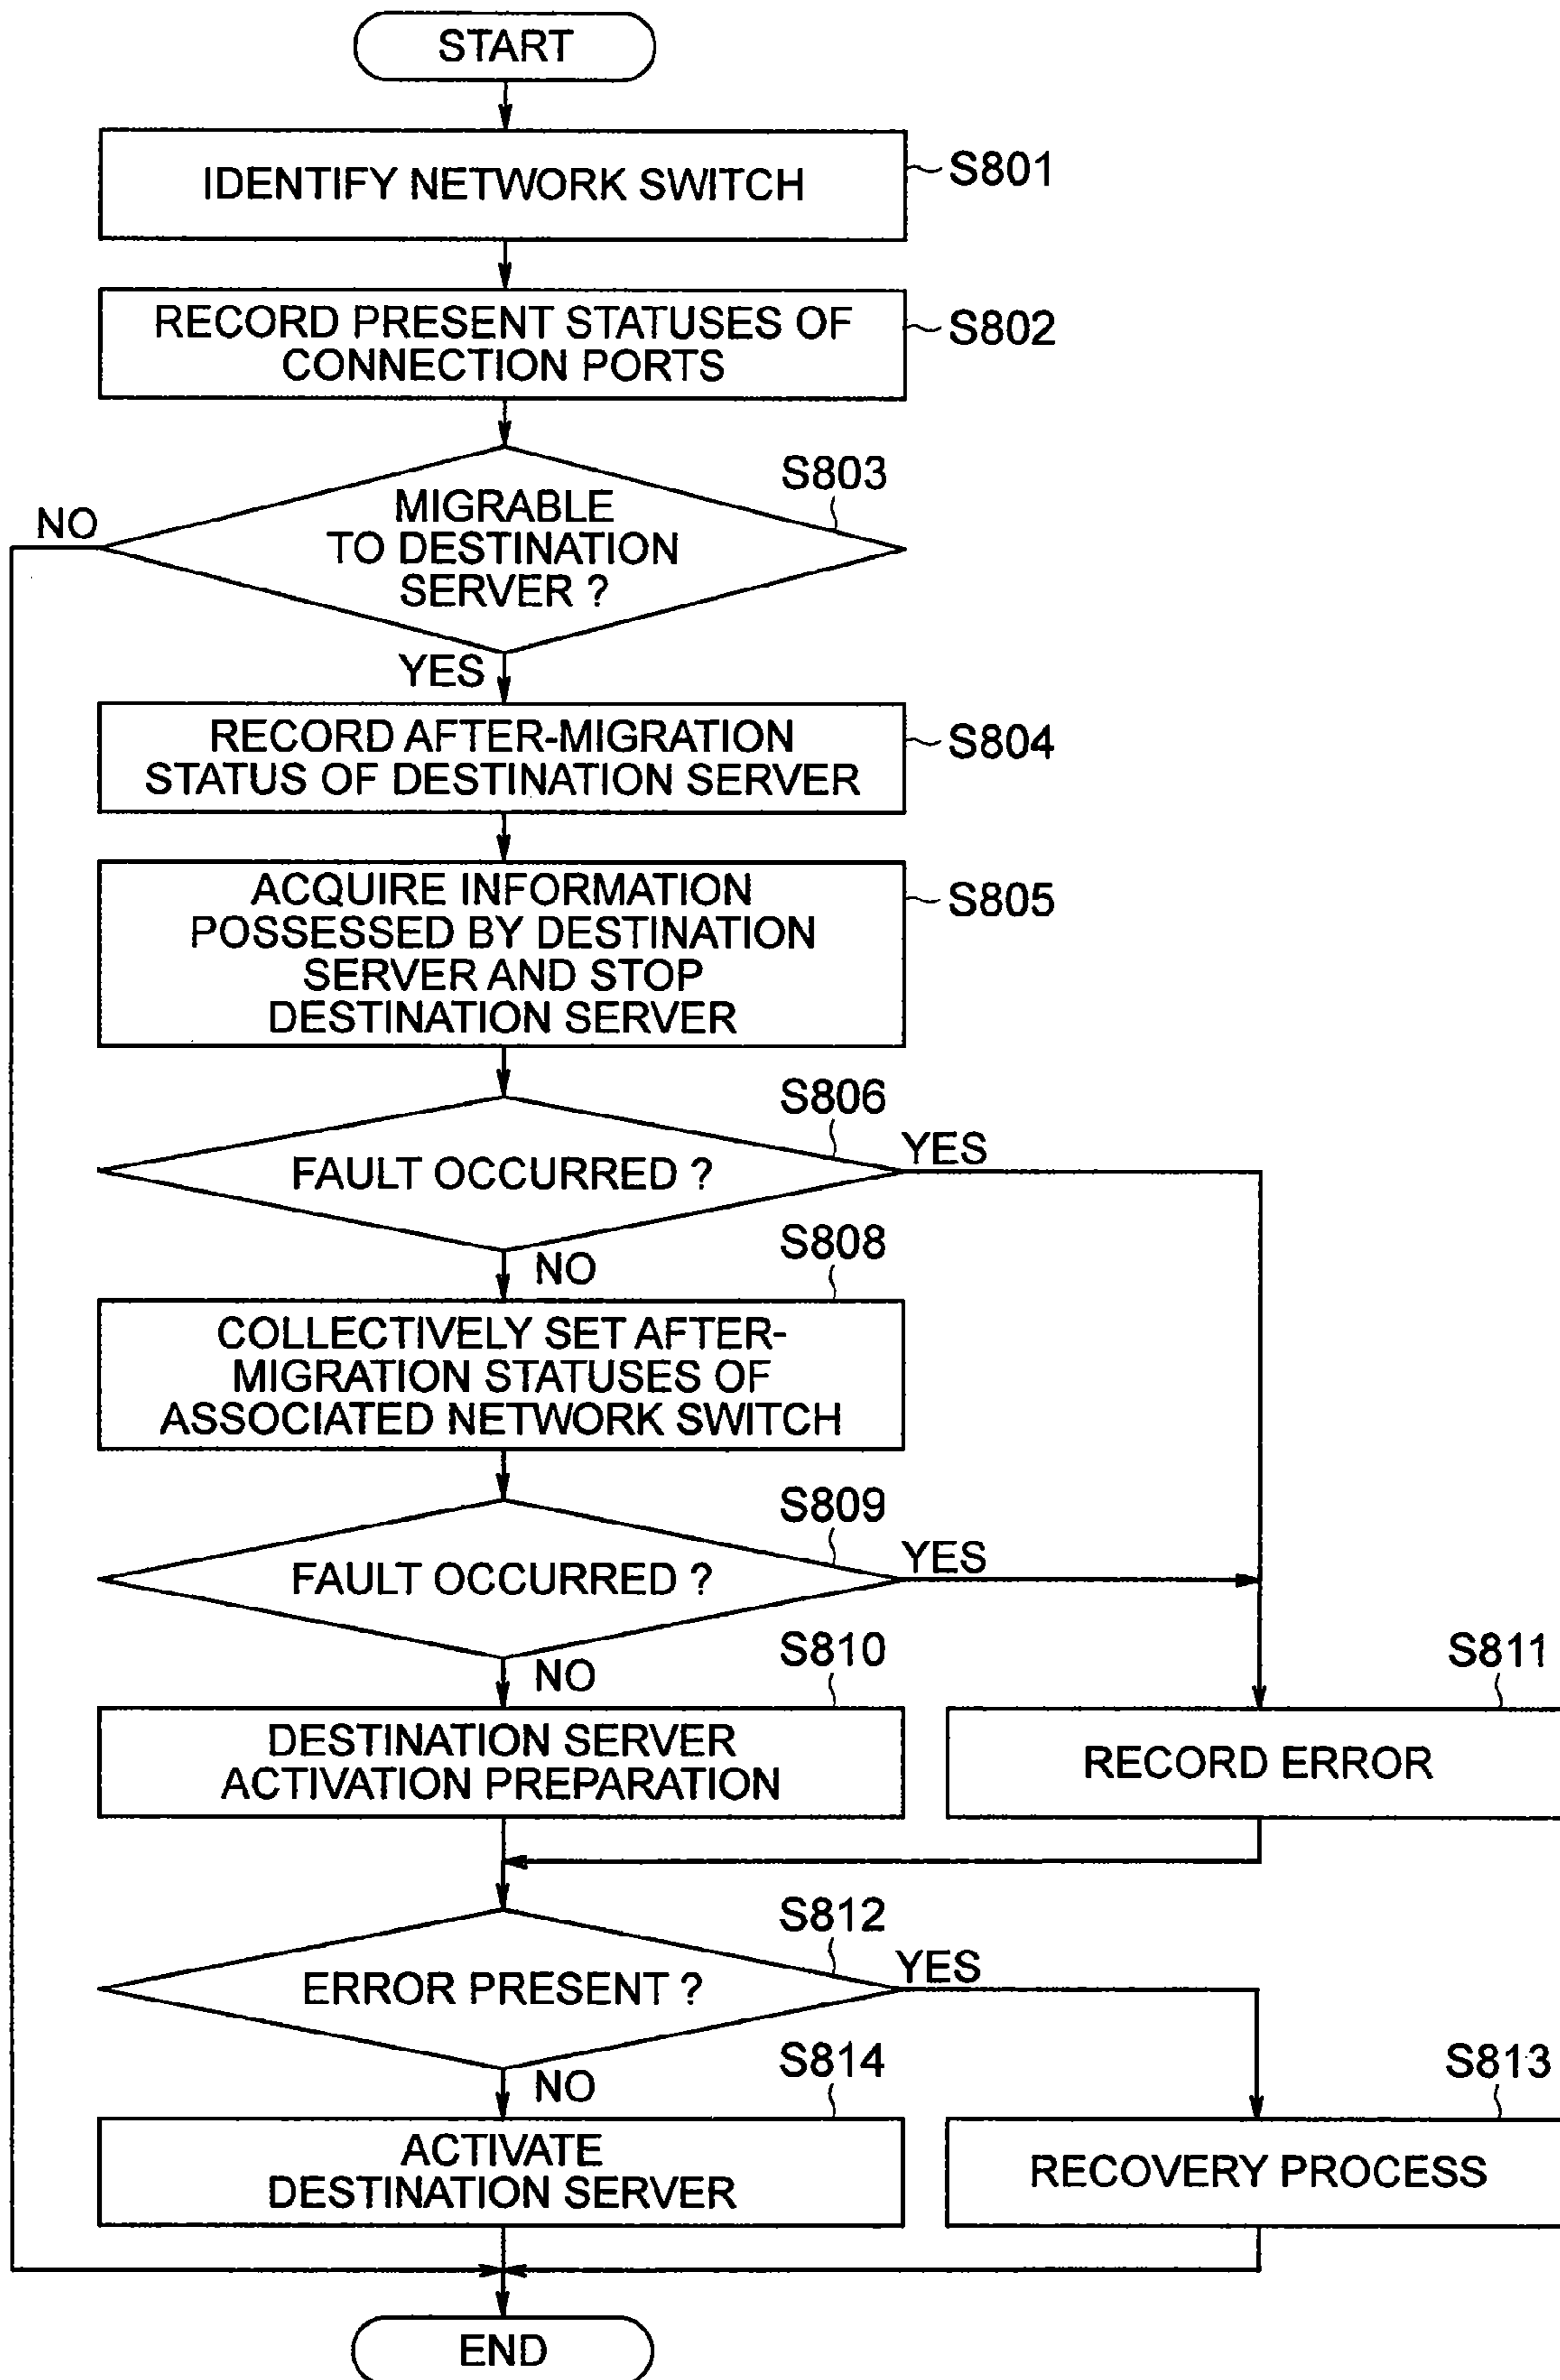 START
IDENTIFY NETWORK SWITCH
S801
RECORD PRESENT STATUSES OF
CONNECTION PORTS
S802
S803
MIGRABLE
TO DESTINATION
SERVER ?
NO
YES
RECORD AFTER-MIGRATION
STATUS OF DESTINATION SERVER
S804
ACQUIRE INFORMATION
POSSESSED BY DESTINATION
SERVER AND STOP
DESTINATION SERVER
S805
S806
FAULT OCCURRED ?
YES
NO
S808
COLLECTIVELY SET AFTER-
MIGRATION STATUSES OF
ASSOCIATED NETWORK SWITCH
S809
FAULT OCCURRED ?
YES
NO
S810
DESTINATION SERVER
ACTIVATION PREPARATION
S811
RECORD ERROR
S812
ERROR PRESENT ?
YES
NO
S814
ACTIVATE
DESTINATION SERVER
S813
RECOVERY PROCESS
END